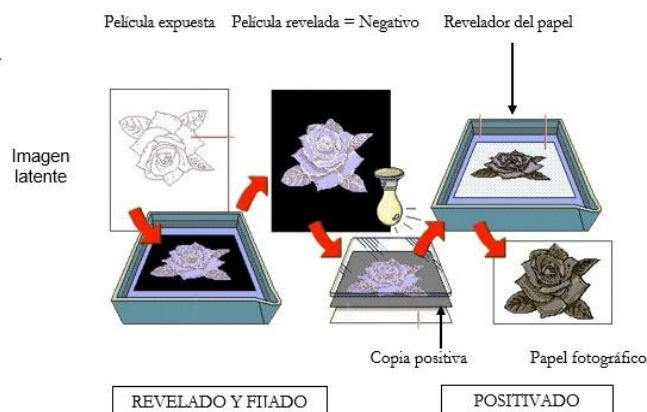 Película expuesta Película revelada = Negativo Revelador del papel
Imagen
latente
Copia positiva Papel fotográfico
REVELADO Y FIJADO POSITIVADO